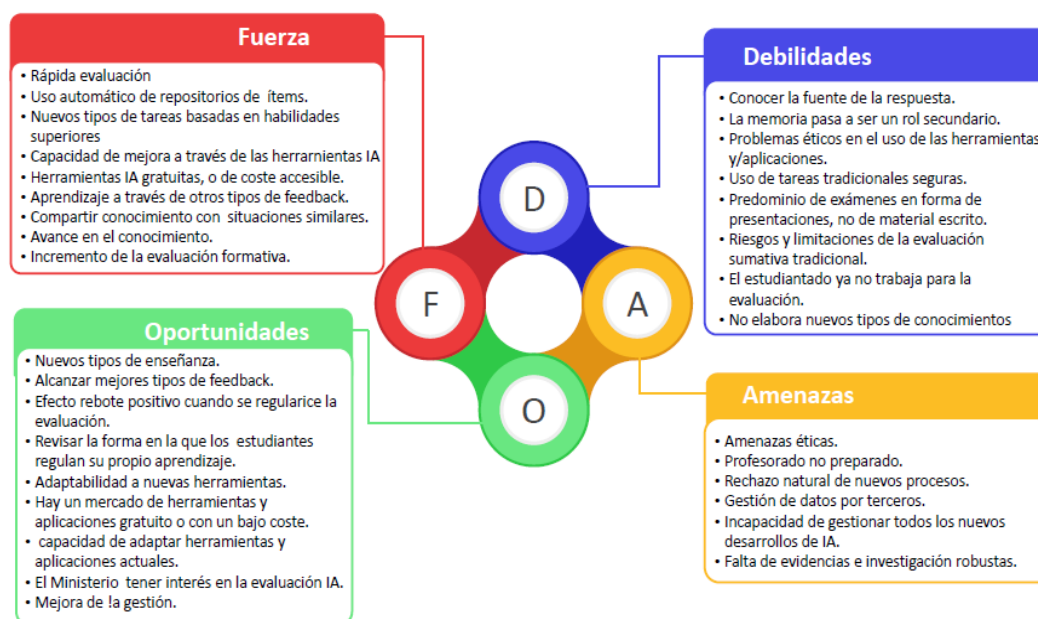 Fuerza
• Rápida evaluación
• Uso automático de repositorios de ítems.
• Nuevos tipos de tareas basadas en habilidades
superiores
• Capacidad de mejora a través de las herrarnientas IA
• Herramientas IA gratuitas, o de coste accesible.
• Aprendizaje a través de otros tipos de feedback.
• Compartir conocimiento con situaciones similares.
• Avance en el conocimiento.
• Incremento de la evaluación formativa.
Debilidades
• Conocer la fuente de la respuesta.
• La memoria pasa a ser un rol secundario.
• Problemas éticos en el uso de las herramientas
y/aplicaciones.
• Uso de tareas tradicionales seguras.
• Predominio de exámenes en forma de
presentaciones, no de material escrito.
• Riesgos y limitaciones de la evaluación
sumativa tradicional.
• El estudiantado ya no trabaja para la
evaluación.
• No elabora nuevos tipos de conocimientos
D
F
A
O
Oportunidades
• Nuevos tipos de enseñanza.
• Alcanzar mejores tipos de feedback.
• Efecto rebote positivo cuando se regularice la
evaluación.
• Revisar la forma en la que los estudiantes
regulan su propio aprendizaje.
• Adaptabilidad a nuevas herramientas.
• Hay un mercado de herramientas y
aplicaciones gratuito o con un bajo coste.
• capacidad de adaptar herramientas y
aplicaciones actuales.
• El Ministerio tener interés en la evaluación IA.
• Mejora de !a gestión.
Amenazas
• Amenazas éticas.
• Profesorado no preparado.
• Rechazo natural de nuevos procesos.
• Gestión de datos por terceros.
• Incapacidad de gestionar todos los nuevos
desarrollos de IA.
• Falta de evidencias e investigación robustas.